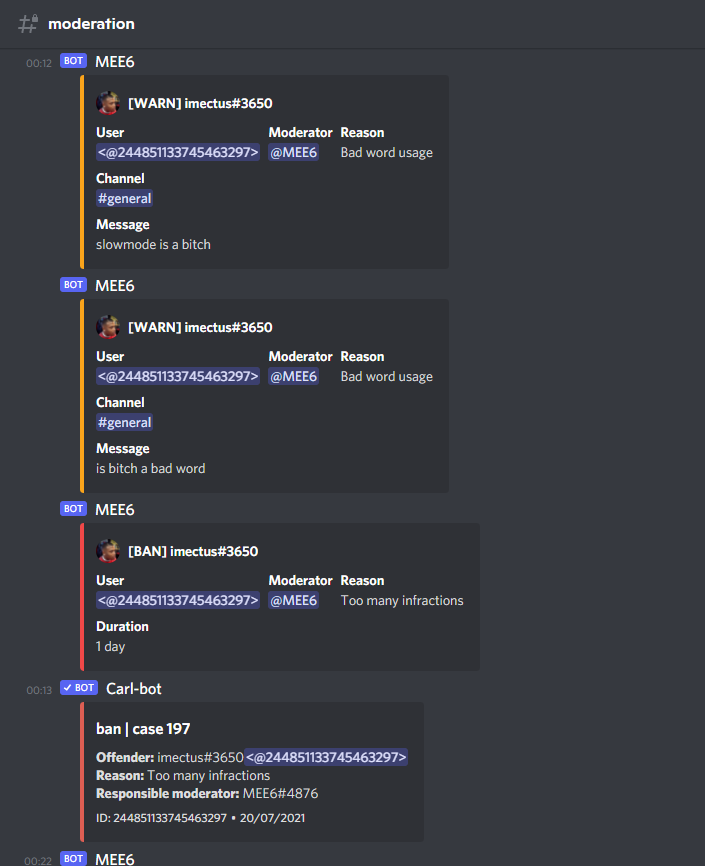 moderation
00:12 BOT MEE6
[WARN] imectus#3650
User Moderator Reason
<@244851133745463297> @MEE6 Bad word usage
Channel
#general
Message
slowmode is a bitch
BOT MEE6
[WARN] imectus#3650
User Moderator Reason
<@244851133745463297> @MEE6 Bad word usage
Channel
#general
Message
is bitch a bad word
BOT MEE6
[BAN] imectus#3650
User Moderator Reason
<@244851133745463297> @MEE6 Too many infractions
Duration
1 day
00:13 ✓ BOT Carl-bot
ban | case 197
Offender: imectus#3650 <@244851133745463297>
Reason: Too many infractions
Responsible moderator: MEE6#4876
ID: 244851133745463297 • 20/07/2021
00:22 BOT MEE6